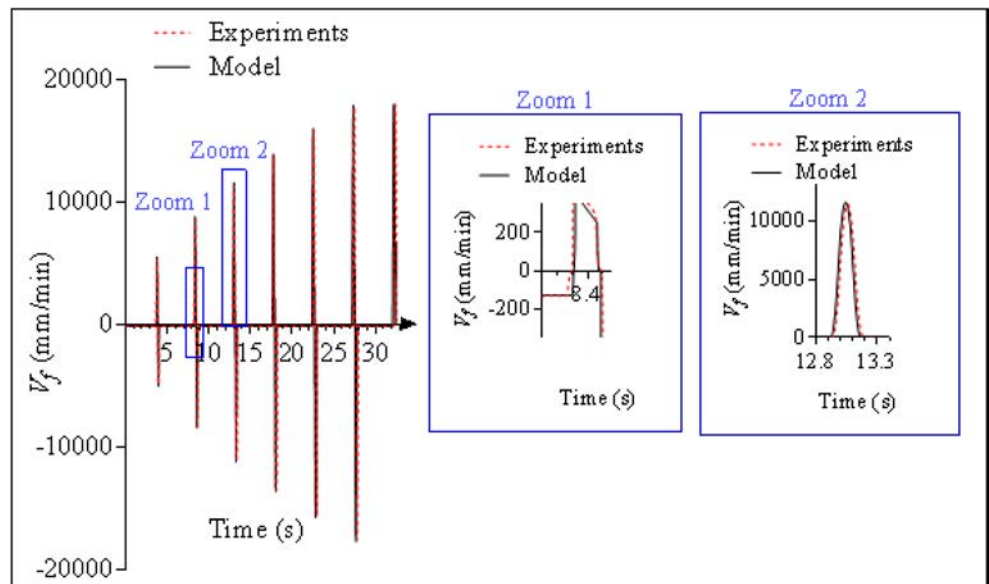 Experiments
Model
20000
10000
0
-10000
-20000
V_f (mm/min)
Zoom 1
Zoom 2
5 10 15 20 25 30
Time (s)
Zoom 1
Experiments
Model
200
0
-200
V_f (mm/min)
8.4
Time (s)
Zoom 2
Experiments
Model
10000
5000
0
V_f (mm/min)
12.8 13.3
Time (s)